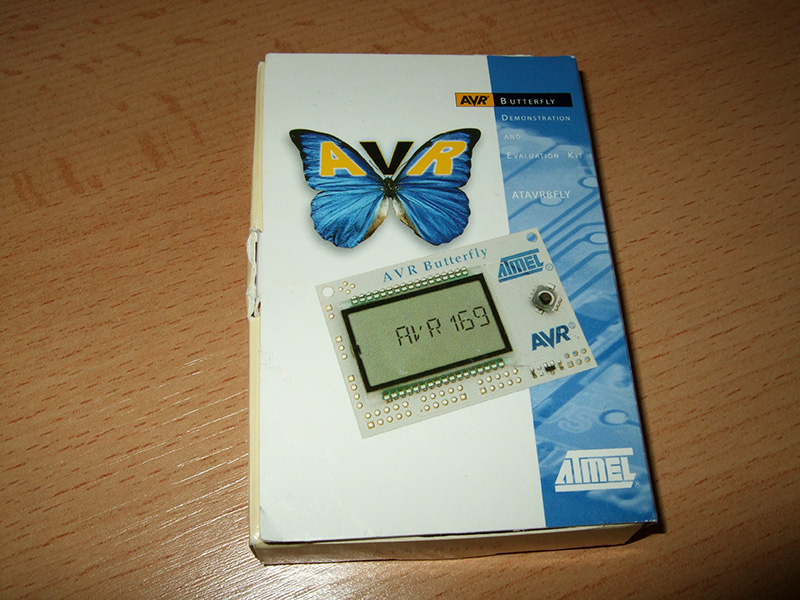 AVR BUTTERFLY
DEMONSTRATION
AND
EVALUATION KIT
ATAVRBFLY
AVR
AVR Butterfly
ATMEL
AVR 169
AVR
ATMEL